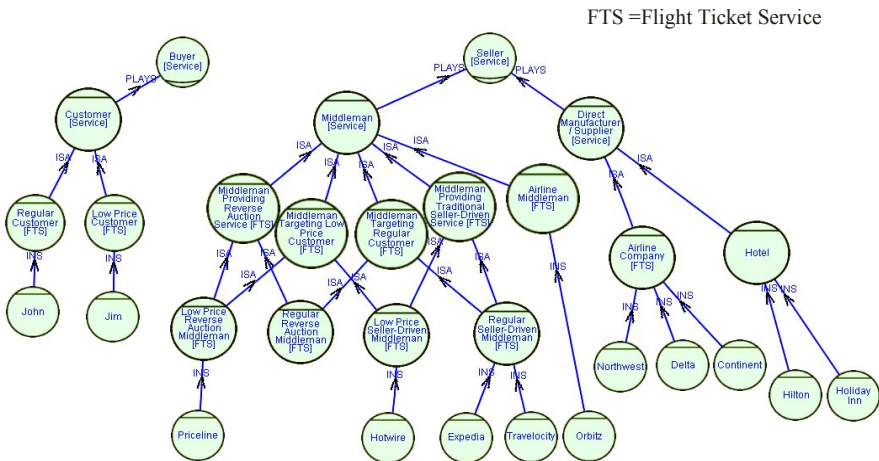 FTS =Flight Ticket Service
Buyer
[Service]
Seller
[Service]
PLAYS
PLAYS
PLAYS
Customer
[Service]
Middleman
[Service]
Direct
Manufacturer
/ Supplier
[Service]
ISA
ISA
ISA
ISA
ISA
ISA
ISA
ISA
ISA
Regular
Customer
[FTS]
Low Price
Customer
[FTS]
Middleman
Providing
Reverse
Auction
Service [FTS]
Middleman
Targeting Low
Price
Customer
[FTS]
Middleman
Targeting
Regular
Customer
[FTS]
Middleman
Providing
Traditional
Seller-Driven
Service [FTS]
Airline
Middleman
[FTS]
Airline
Company
[FTS]
Hotel
INS
INS
ISA
ISA
ISA
ISA
ISA
ISA
ISA
ISA
INS
INS
INS
INS
INS
INS
John
Jim
Low Price
Reverse
Auction
Middleman
[FTS]
Regular
Reverse
Auction
Middleman
[FTS]
Low Price
Seller-Driven
Middleman
[FTS]
Regular
Seller-Driven
Middleman
[FTS]
Northwest
Delta
Continent
Hilton
Holiday
Inn
INS
INS
INS
INS
Priceline
Hotwire
Expedia
Travelocity
Orbitz